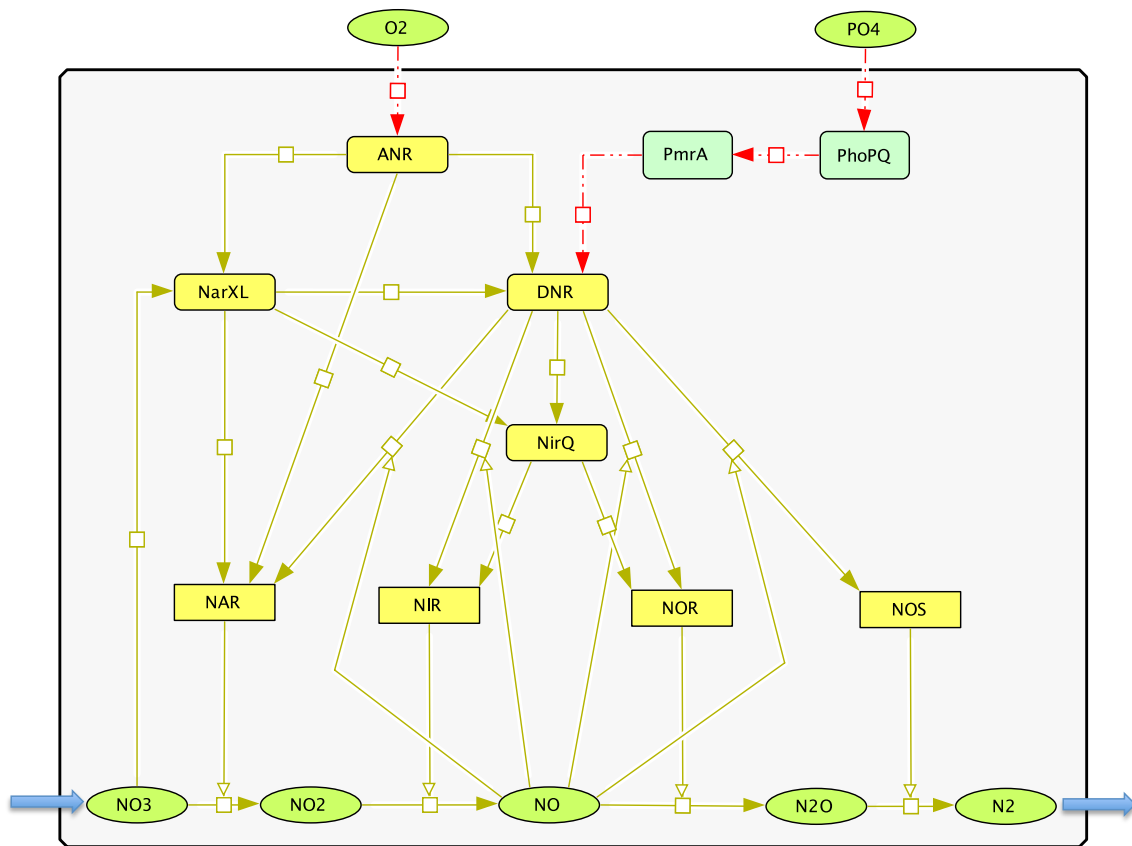 O2
PO4
ANR
PmrA
PhoPQ
NarXL
DNR
NirQ
NAR
NIR
NOR
NOS
NO3
NO2
NO
N2O
N2